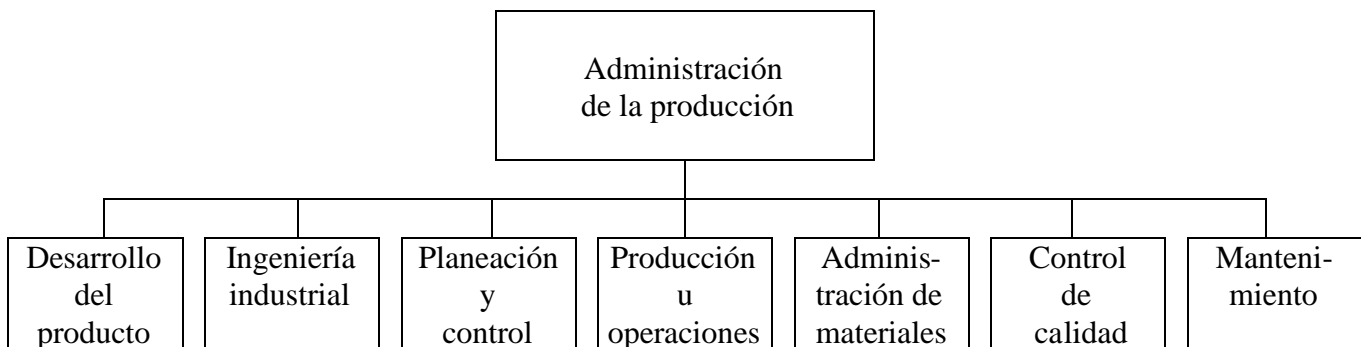 Administración
de la producción
Desarrollo
del
producto
Ingeniería
industrial
Planeación
y
control
Producción
u
operaciones
Adminis-
tración de
materiales
Control
de
calidad
Manteni-
miento